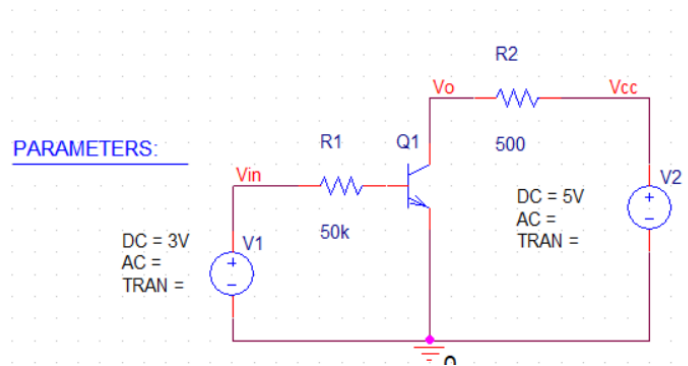 R2
Vo
Vcc
500
PARAMETERS:
R1
Q1
Vin
50k
V1
DC = 3V
AC =
TRAN =
+
−
DC = 5V
AC =
TRAN =
V2
+
−
0